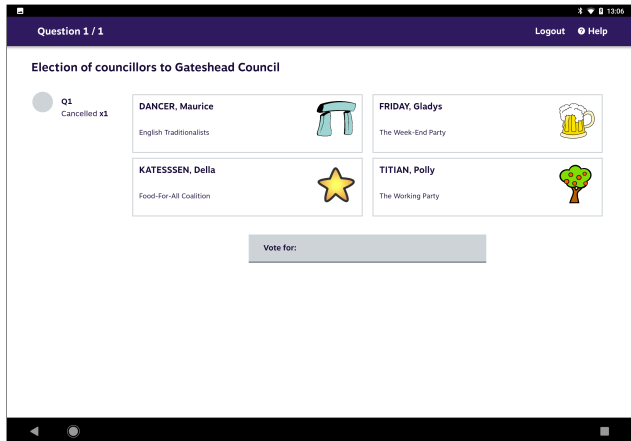 13:06
Question 1 / 1
Logout
Help
Election of councillors to Gateshead Council
Q1
Cancelled x1
DANCER, Maurice
English Traditionalists
FRIDAY, Gladys
The Week-End Party
KATESSSEN, Della
Food-For-All Coalition
TITIAN, Polly
The Working Party
Vote for: